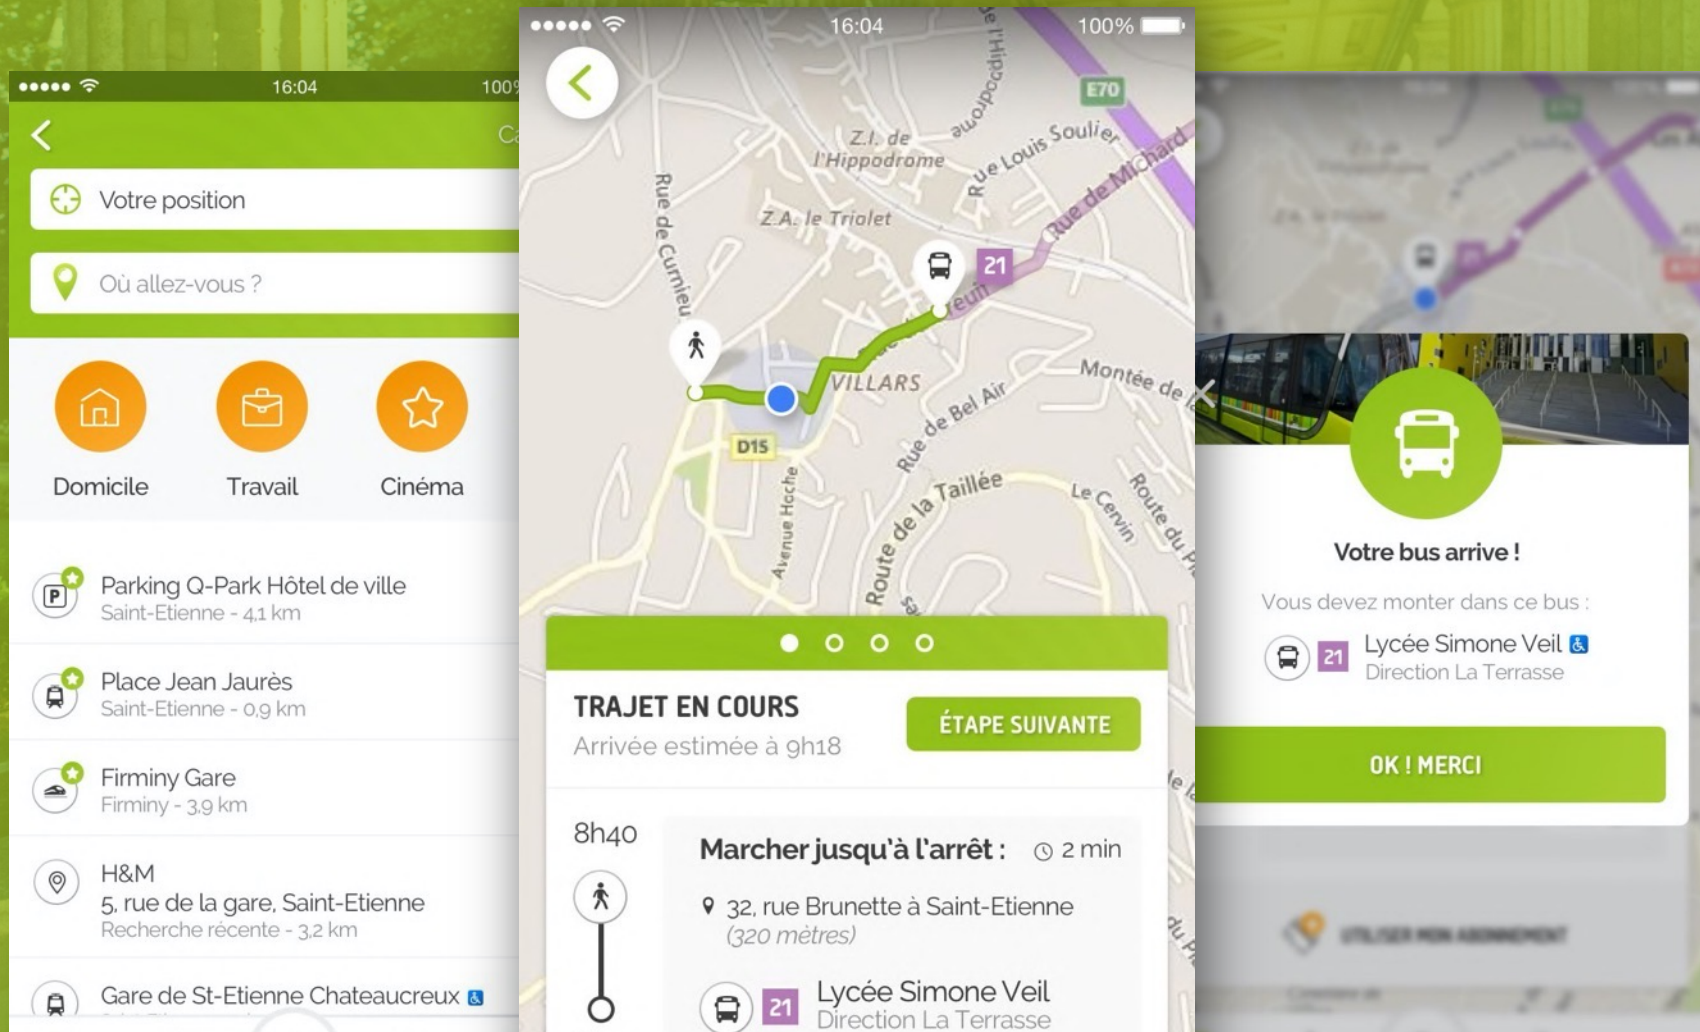 16:04
100%
Votre position
Où allez-vous ?
Domicile
Travail
Cinéma
Parking Q-Park Hôtel de ville
Saint-Etienne - 4,1 km
Place Jean Jaurès
Saint-Etienne - 0,9 km
Firminy Gare
Firminy - 3,9 km
H&M
5, rue de la gare, Saint-Etienne
Recherche récente - 3,2 km
Gare de St-Etienne Chateaucreux
16:04
100%
E70
Z.I. de
l'Hippodrome
Rue Louis Soulier
Rue de Michard
Rue de Curnieu
Z.A. le Triolet
21
VILLARS
Montée de
Rue de Bel Air
D15
Avenue Hoche
Route de la Taillée
Le Cervin
Route du
TRAJET EN COURS
Arrivée estimée à 9h18
ÉTAPE SUIVANTE
8h40
Marcher jusqu'à l'arrêt :
2 min
32, rue Brunette à Saint-Etienne
(320 mètres)
21
Lycée Simone Veil
Direction La Terrasse
Votre bus arrive !
Vous devez monter dans ce bus :
21
Lycée Simone Veil
Direction La Terrasse
OK ! MERCI
UTILISER MON ABONNEMENT